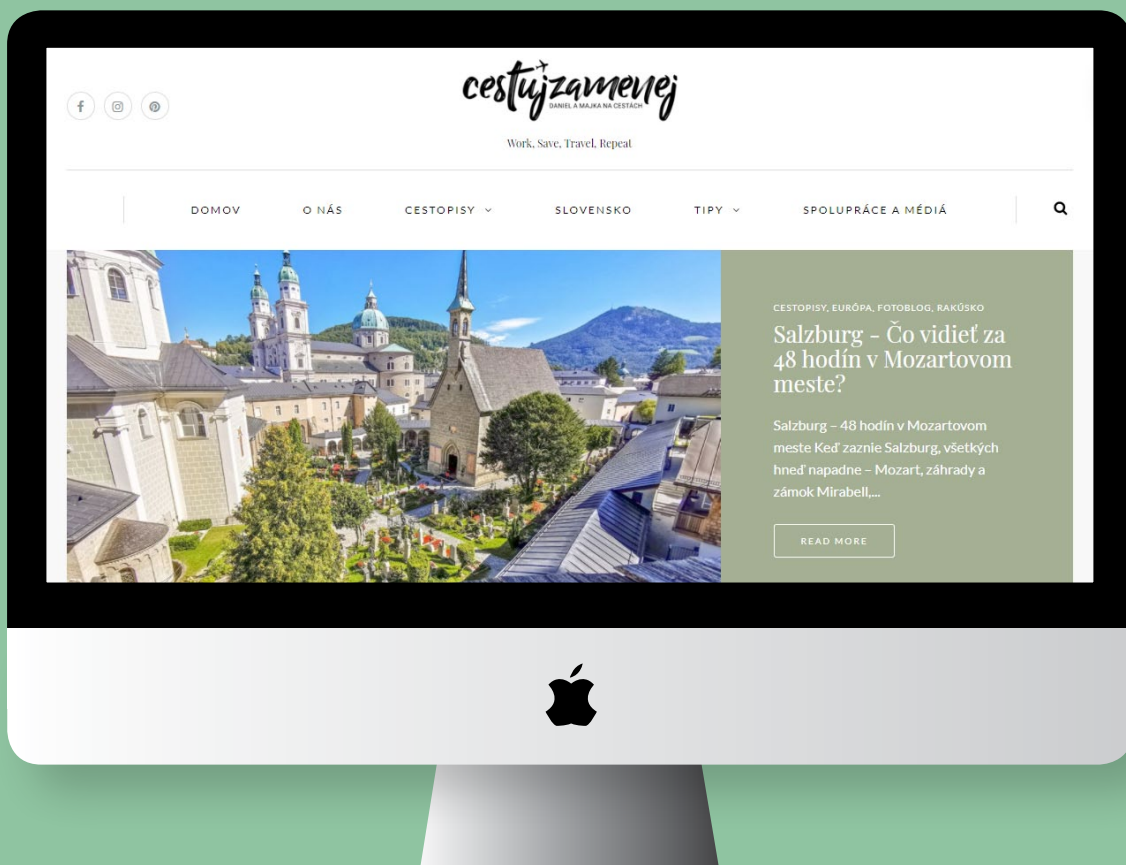 cestujzamenej
DANIEL A MAJKA NA CESTÁCH
Work, Save, Travel, Repeat
DOMOV
O NÁS
CESTOPISY
SLOVENSKO
TIPY
SPOLUPRÁCE A MÉDIÁ
CESTOPISY, EURÓPA, FOTOBLOG, RAKÚSKO
Salzburg – Čo vidieť za
48 hodín v Mozartovom
meste?
Salzburg – 48 hodín v Mozartovom
meste Keď zaznie Salzburg, všetkých
hneď napadne – Mozart, záhrady a
zámok Mirabell,...
READ MORE